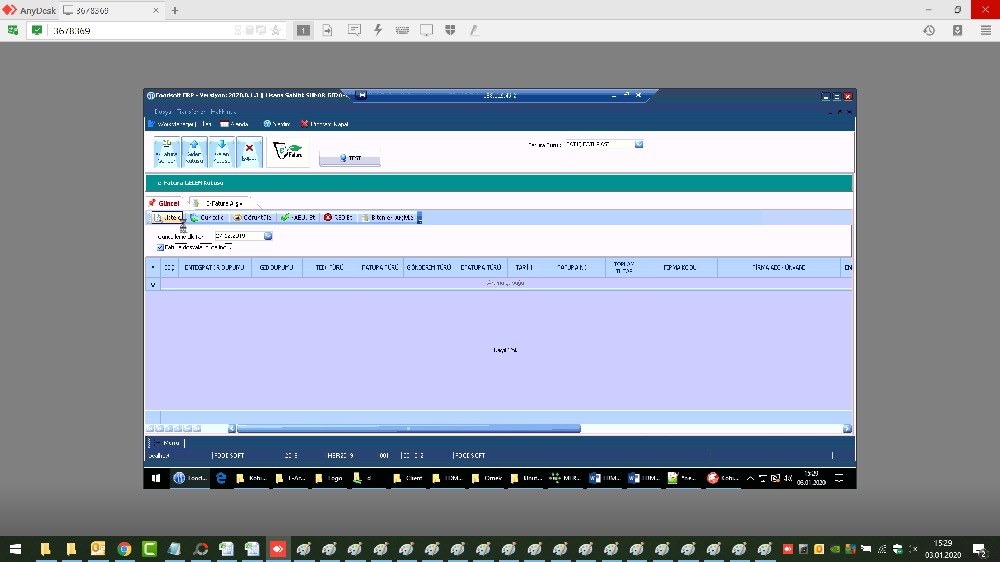 AnyDesk
3678369
3678369
1
Foodsoft ERP - Versiyon: 2020.0.1.3 | Lisans Sahibi: SUNAR GIDA-
188.119.46.2
Dosya Transferler Hakkında
WorkManager (0) İleti Ajanda Yardım Programı Kapat
e-Fatura Gönder
Giden Kutusu
Gelen Kutusu
Kapat
e Fatura
TEST
Fatura Türü : SATIŞ FATURASI
e-Fatura GELEN Kutusu
Güncel E-Fatura Arşivi
Listele Güncelle Görüntüle KABUL Et RED Et Bitenleri ArşivLe
SQL
Güncelleme İlk Tarih : 27.12.2019
Fatura dosyalarını da indir.
SEÇ ENTEGRATÖR DURUMU GİB DURUMU TED. TÜRÜ FATURA TÜRÜ GÖNDERİM TÜRÜ EFATURA TÜRÜ TARİH FATURA NO TOPLAM TUTAR FİRMA KODU FİRMA ADI - ÜNVANI EN
Arama çubuğu
Kayıt Yok
Menü
localhost FOODSOFT 2019 MER2019 001 001-012 FOODSOFT
Food... Kobi... E-Ar... Logo d Client EDM... Ornek Unut... MER... EDM... EDM... *ne... Kobi...
15:29
03.01.2020
15:29
03.01.2020
2